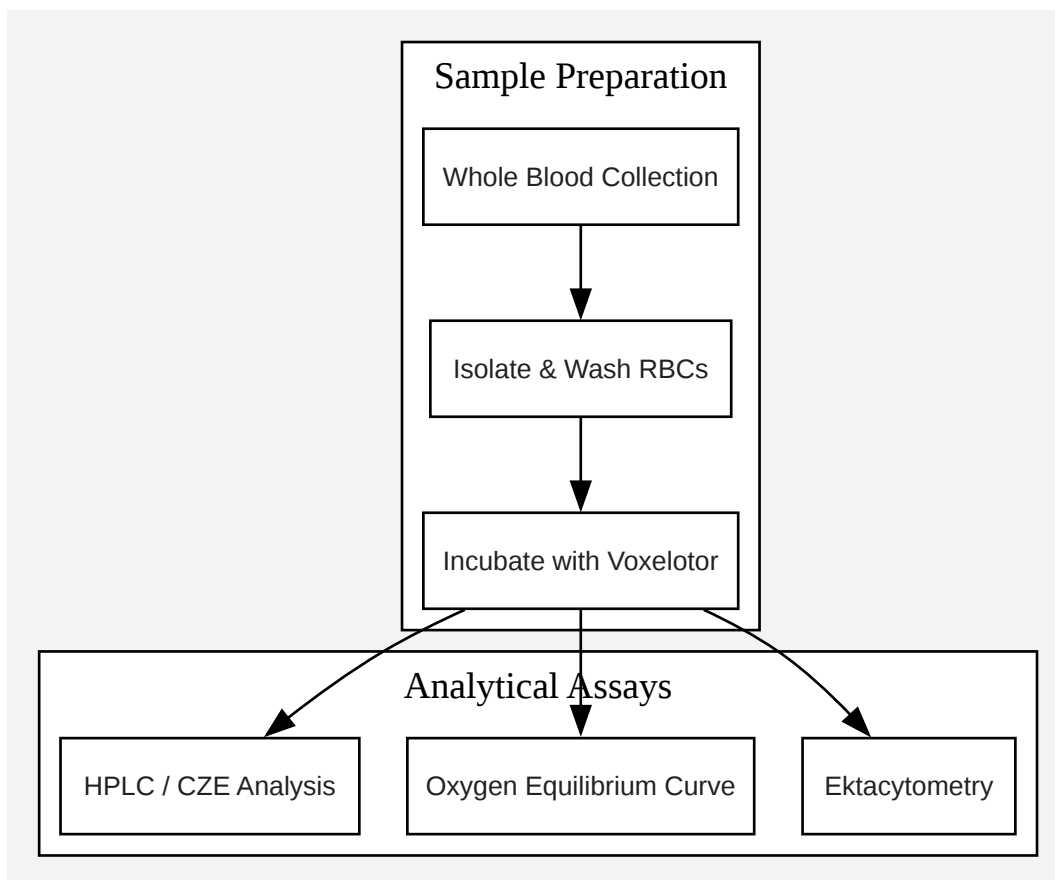 Sample Preparation
Whole Blood Collection
Isolate & Wash RBCs
Incubate with Voxelotor
Analytical Assays
HPLC / CZE Analysis
Oxygen Equilibrium Curve
Ektacytometry